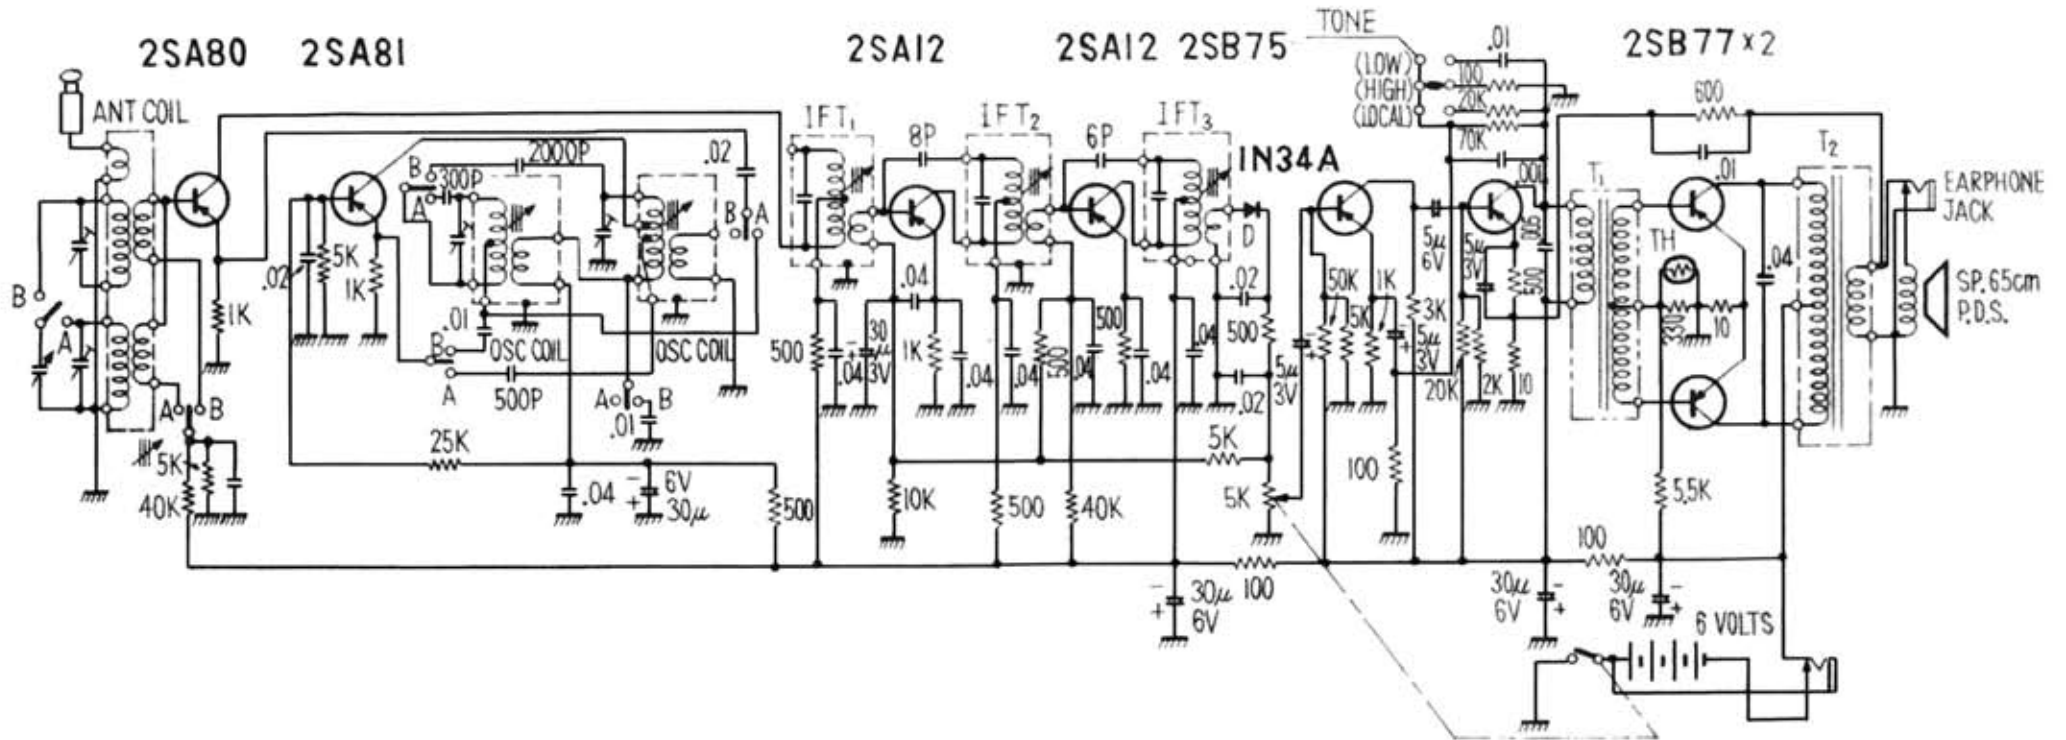 2SA80
2SA81
2SA12
2SA12
2SB75
TONE
2SB77×2
(LOW)
(HIGH)
(LOCAL)
.01
100
20K
70K
600
ANT COIL
IFT1
8P
IFT2
6P
IFT3
1N34A
T1
T2
.01
EARPHONE
JACK
B
300P
A
2000P
.02
B
A
.005
5μ
6V
5μ
3V
500
TH
.04
SP. 65cm
P.D.S.
B
A
1K
.02
5K
1K
.01
B
OSC COIL
OSC COIL
A
500P
A
B
.01
D
.02
500
.02
500
.04
30μ
3V
.04
1K
.04
.04
500
.04
500
.04
.04
5μ
3V
50K
5K
1K
5μ
3V
3K
20K
2K
10
330
10
A
B
5K
40K
25K
.04
6V
30μ
500
10K
500
40K
5K
5K
100
5.5K
100
100
30μ
6V
30μ
6V
30μ
6V
6 VOLTS